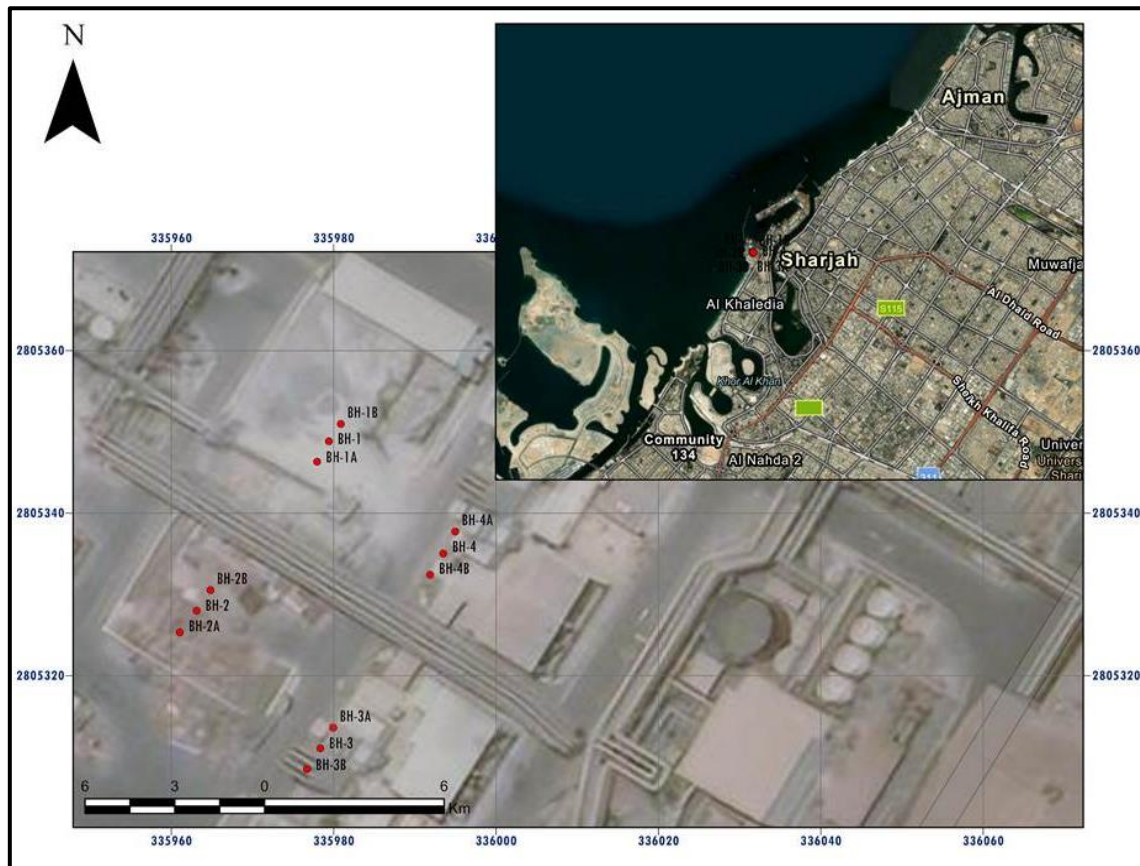 N
Ajman
Sharjah
Muwafja
Al Khaledia
S115
Al Dhaid Road
Khor Al Khan
Sheikh Khalifa Road
Community
134
Al Nahda 2
Univer
Univers
Shari
335960
335980
2805360
2805360
BH-1B
BH-1
BH-1A
2805340
2805340
BH-4A
BH-4
BH-4B
BH-2B
BH-2
BH-2A
2805320
2805320
BH-3A
BH-3
BH-3B
6
3
0
6
Km
335960
335980
336000
336020
336040
336060